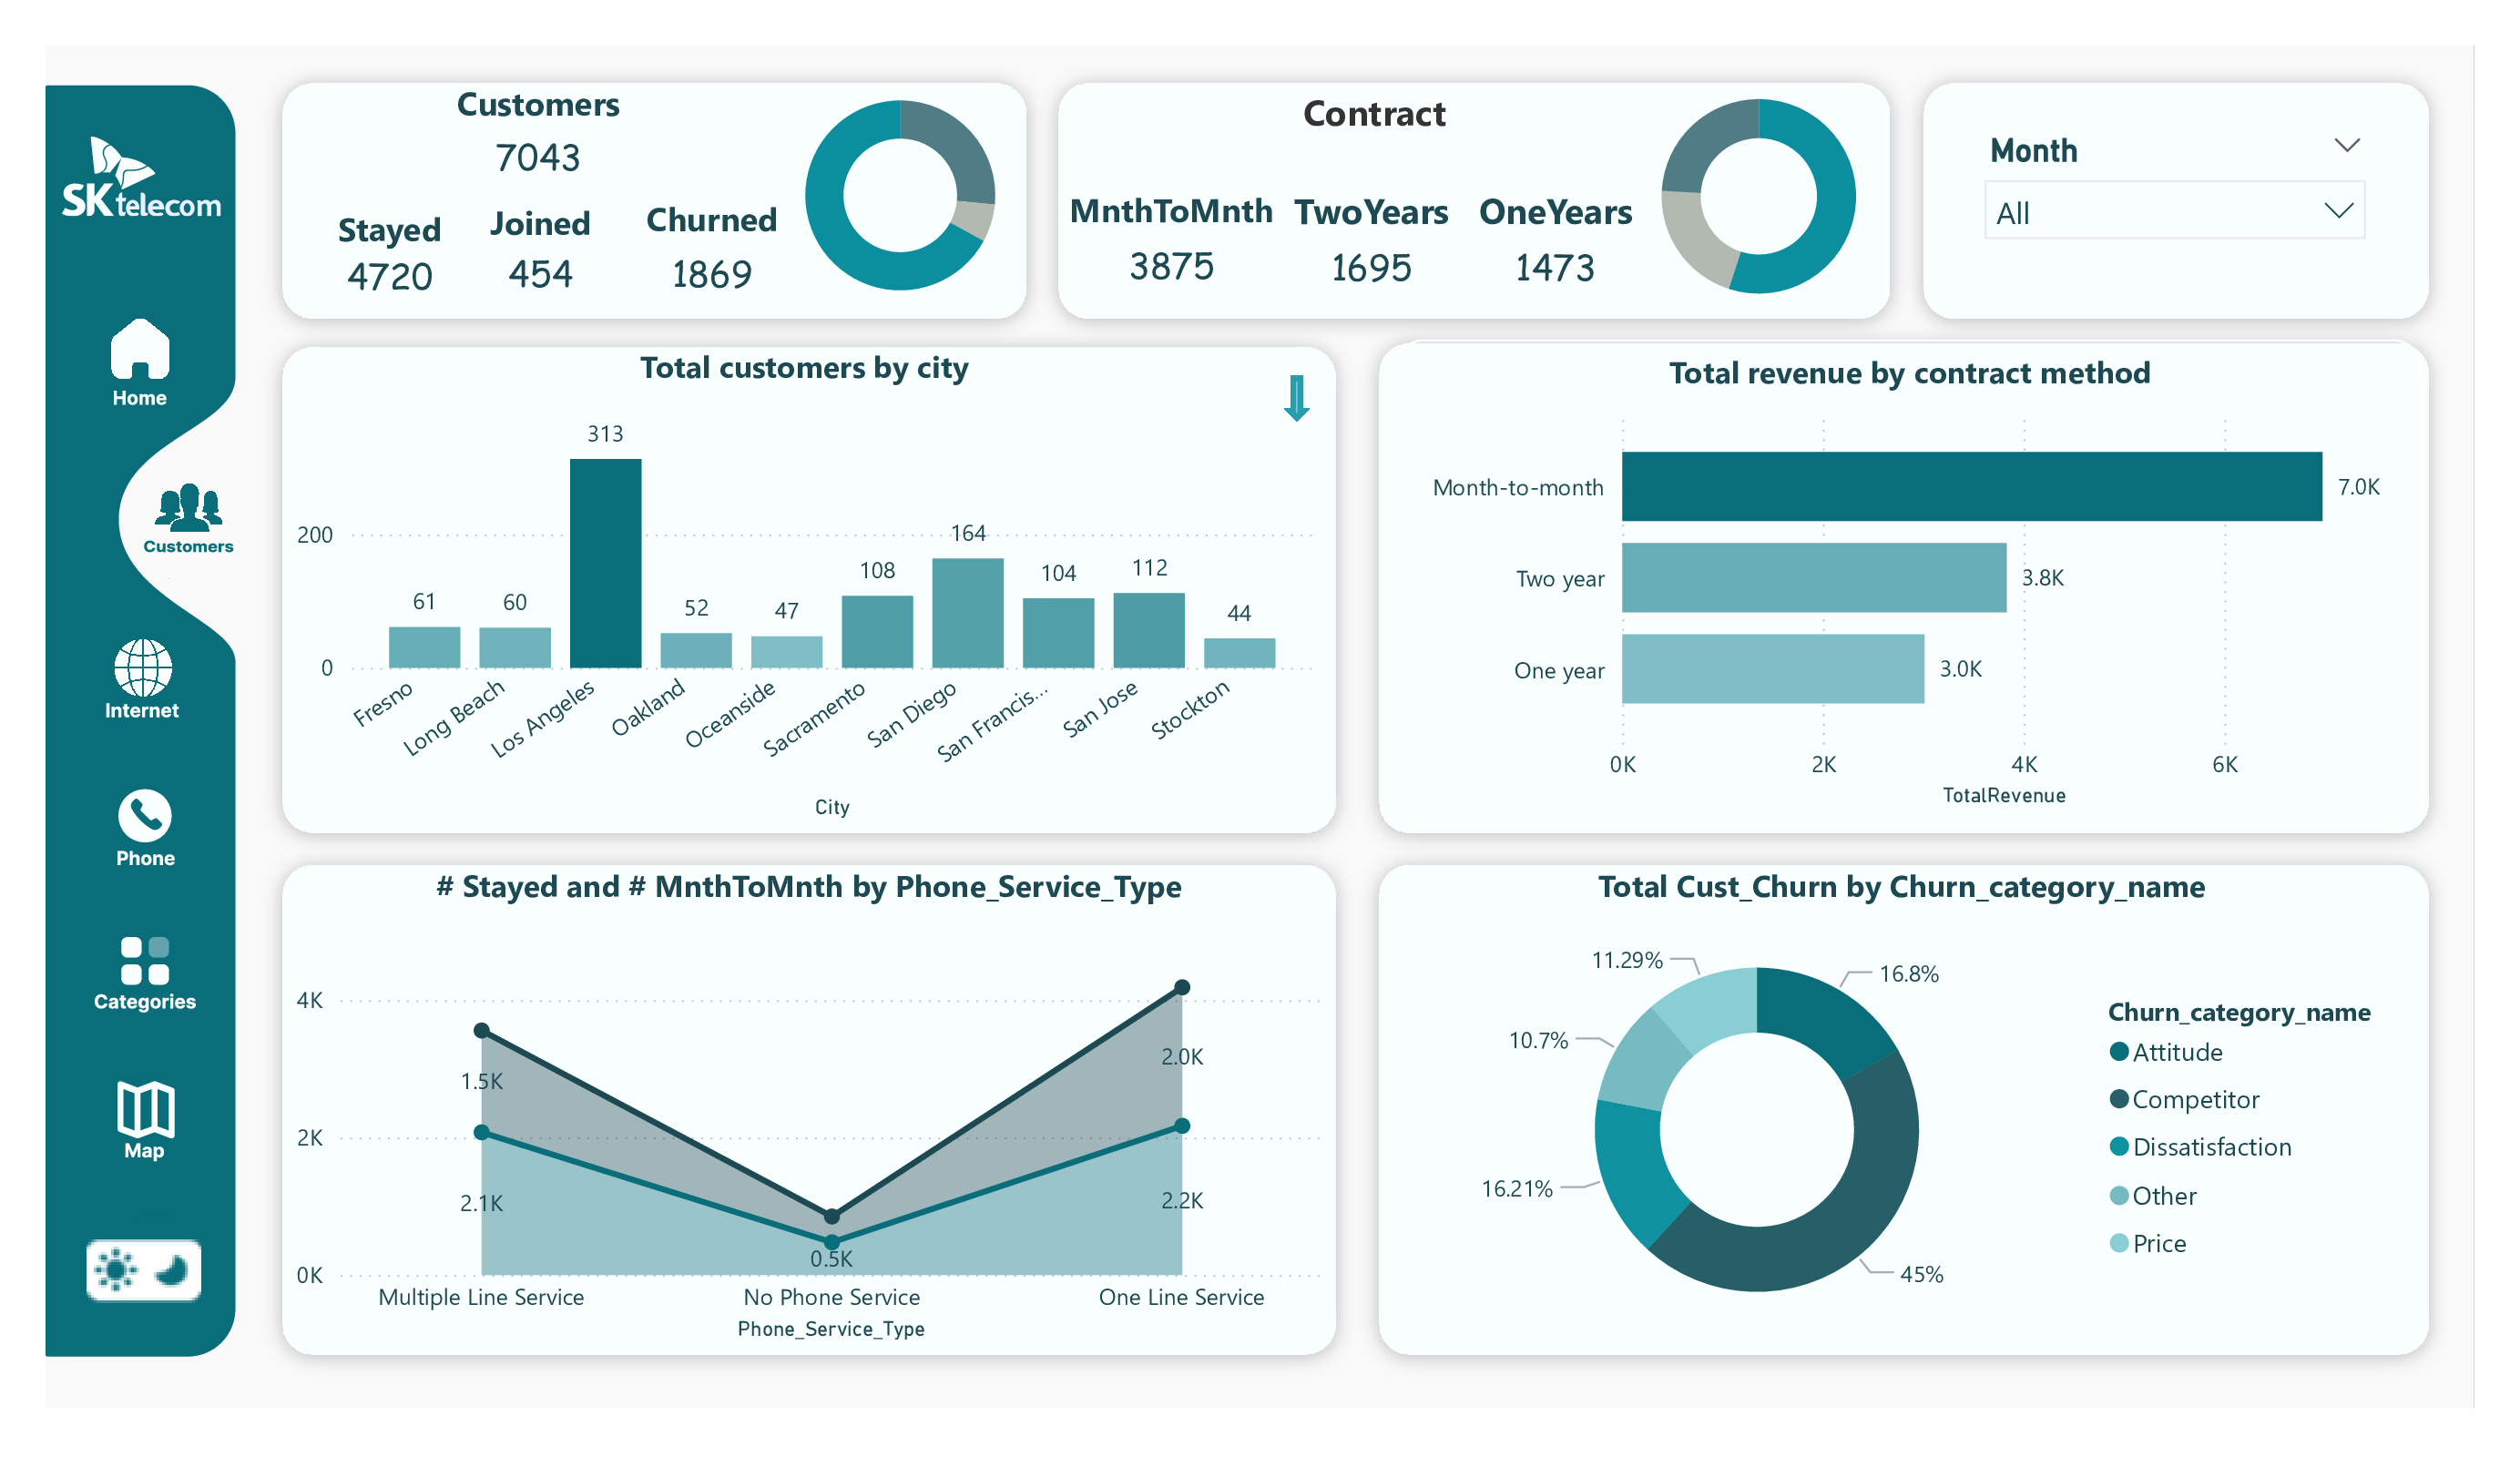 SK telecom
Home
Customers
Internet
Phone
Categories
Map
Customers
7043
Stayed
4720
Joined
454
Churned
1869
Contract
MnthToMnth
3875
TwoYears
1695
OneYears
1473
Month
All
Total customers by city
200
0
61
60
313
52
47
108
164
104
112
44
Fresno
Long Beach
Los Angeles
Oakland
Oceanside
Sacramento
San Diego
San Francis...
San Jose
Stockton
City
Total revenue by contract method
Month-to-month
7.0K
Two year
3.8K
One year
3.0K
0K
2K
4K
6K
TotalRevenue
# Stayed and # MnthToMnth by Phone_Service_Type
4K
2K
0K
1.5K
2.1K
0.5K
2.0K
2.2K
Multiple Line Service
No Phone Service
One Line Service
Phone_Service_Type
Total Cust_Churn by Churn_category_name
11.29%
16.8%
10.7%
16.21%
45%
Churn_category_name
Attitude
Competitor
Dissatisfaction
Other
Price